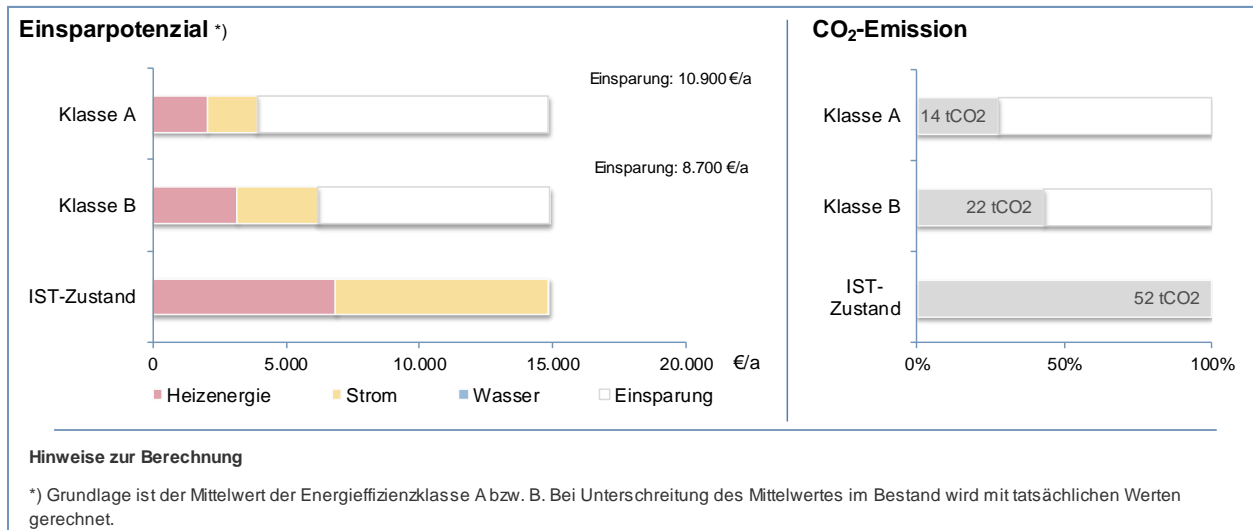 Einsparpotenzial *)
Einsparung: 10.900 €/a
Klasse A
Einsparung: 8.700 €/a
Klasse B
IST-Zustand
0 5.000 10.000 15.000 20.000 €/a
Heizenergie Strom Wasser Einsparung
CO₂-Emission
Klasse A
14 tCO2
Klasse B
22 tCO2
IST-
Zustand
52 tCO2
0% 50% 100%
Hinweise zur Berechnung
*) Grundlage ist der Mittelwert der Energieffizienzklasse A bzw. B. Bei Unterschreitung des Mittelwertes im Bestand wird mit tatsächlichen Werten
gerechnet.